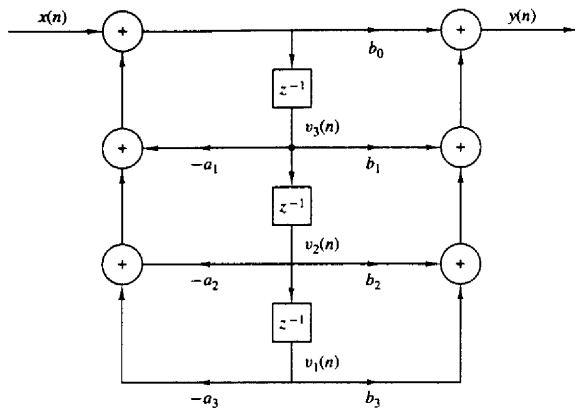 x(n) + b₀ + y(n)
z⁻¹
v₃(n)
+ −a₁ b₁ +
z⁻¹
v₂(n)
+ −a₂ b₂ +
z⁻¹
v₁(n)
−a₃ b₃